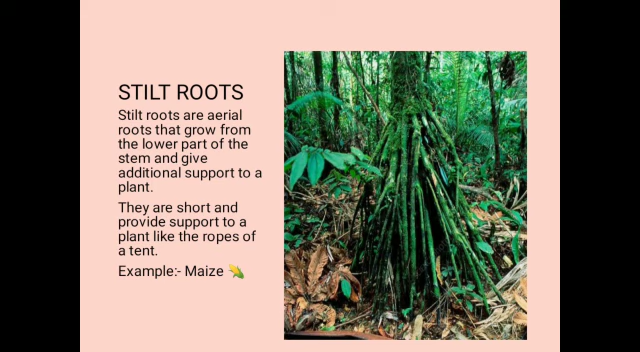 STILT ROOTS
Stilt roots are aerial
roots that grow from
the lower part of the
stem and give
additional support to a
plant.
They are short and
provide support to a
plant like the ropes of
a tent.
Example:- Maize 🌽